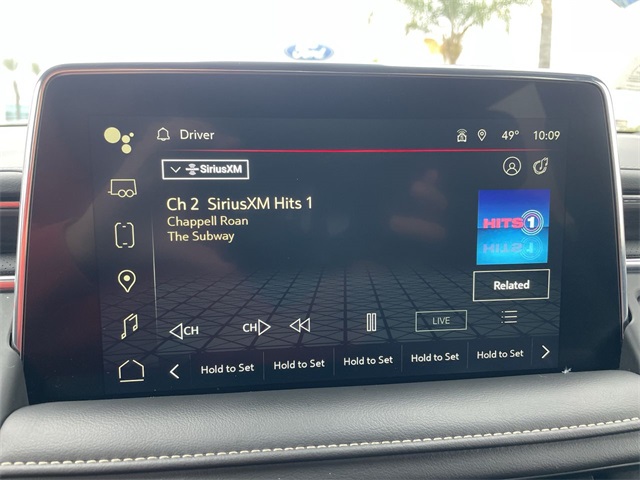 Ford
Driver 49° 10:09
SiriusXM
Ch 2 SiriusXM Hits 1
Chappell Roan
The Subway
HITS 1
Related
CH CH LIVE
Hold to Set Hold to Set Hold to Set Hold to Set Hold to Set